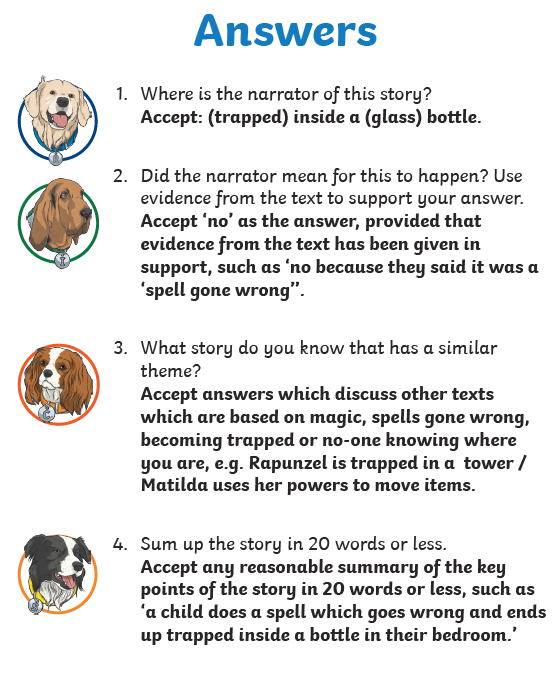 Answers
1. Where is the narrator of this story?
Accept: (trapped) inside a (glass) bottle.
2. Did the narrator mean for this to happen? Use
evidence from the text to support your answer.
Accept ‘no’ as the answer, provided that
evidence from the text has been given in
support, such as ‘no because they said it was a
‘spell gone wrong’’.
3. What story do you know that has a similar
theme?
Accept answers which discuss other texts
which are based on magic, spells gone wrong,
becoming trapped or no-one knowing where
you are, e.g. Rapunzel is trapped in a tower /
Matilda uses her powers to move items.
4. Sum up the story in 20 words or less.
Accept any reasonable summary of the key
points of the story in 20 words or less, such as
‘a child does a spell which goes wrong and ends
up trapped inside a bottle in their bedroom.’